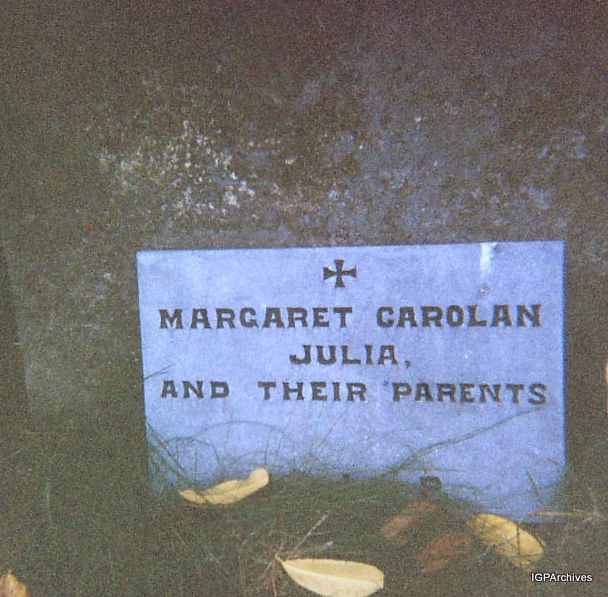 MARGARET CAROLAN
JULIA,
AND THEIR PARENTS
IGPArchives